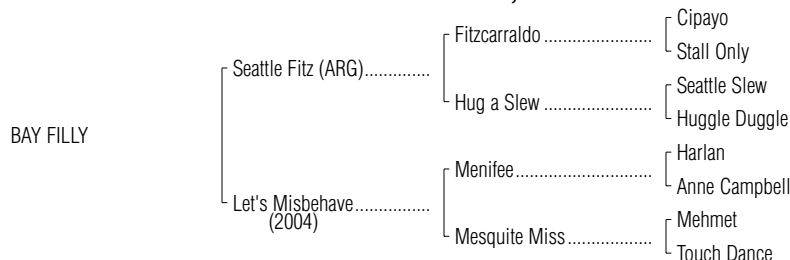 Cipayo
Fitzcarraldo ........................
Stall Only
Seattle Fitz (ARG)..............
Seattle Slew
Hug a Slew ........................
Huggle Duggle
BAY FILLY
Harlan
Menifee..............................
Anne Campbell
Let's Misbehave................
(2004)
Mehmet
Mesquite Miss....................
Touch Dance